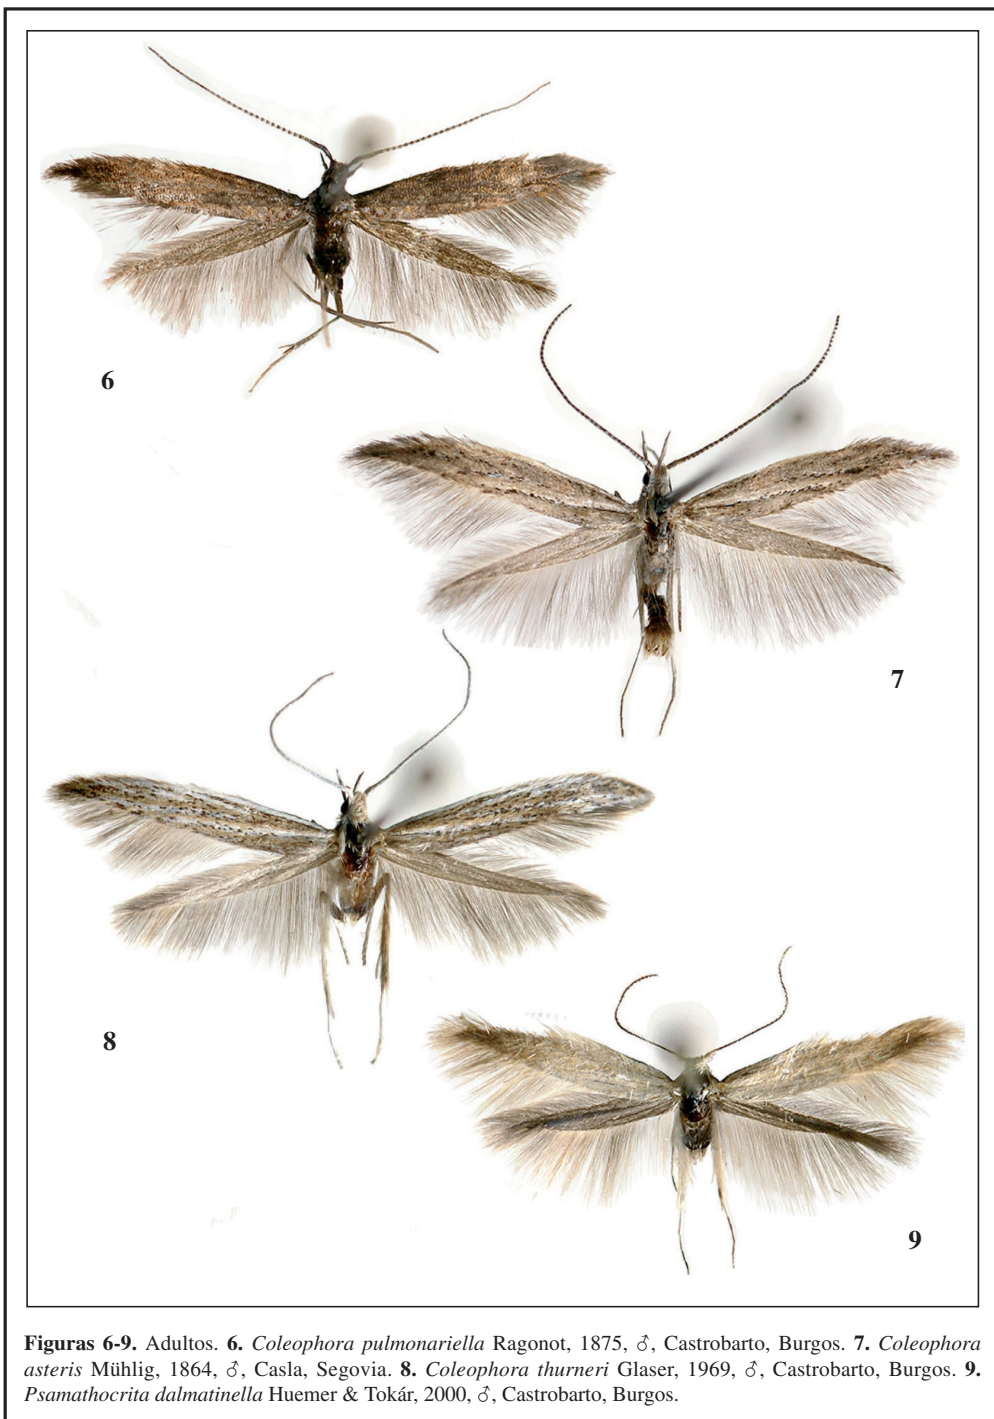 6
7
8
9
Figuras 6-9. Adultos. 6. Coleophora pulmonariella Ragonot, 1875, ♂, Castrobarto, Burgos. 7. Coleophora
asteris Mühlig, 1864, ♂, Casla, Segovia. 8. Coleophora thurneri Glaser, 1969, ♂, Castrobarto, Burgos. 9.
Psamathocrita dalmatinella Huemer & Tokár, 2000, ♂, Castrobarto, Burgos.